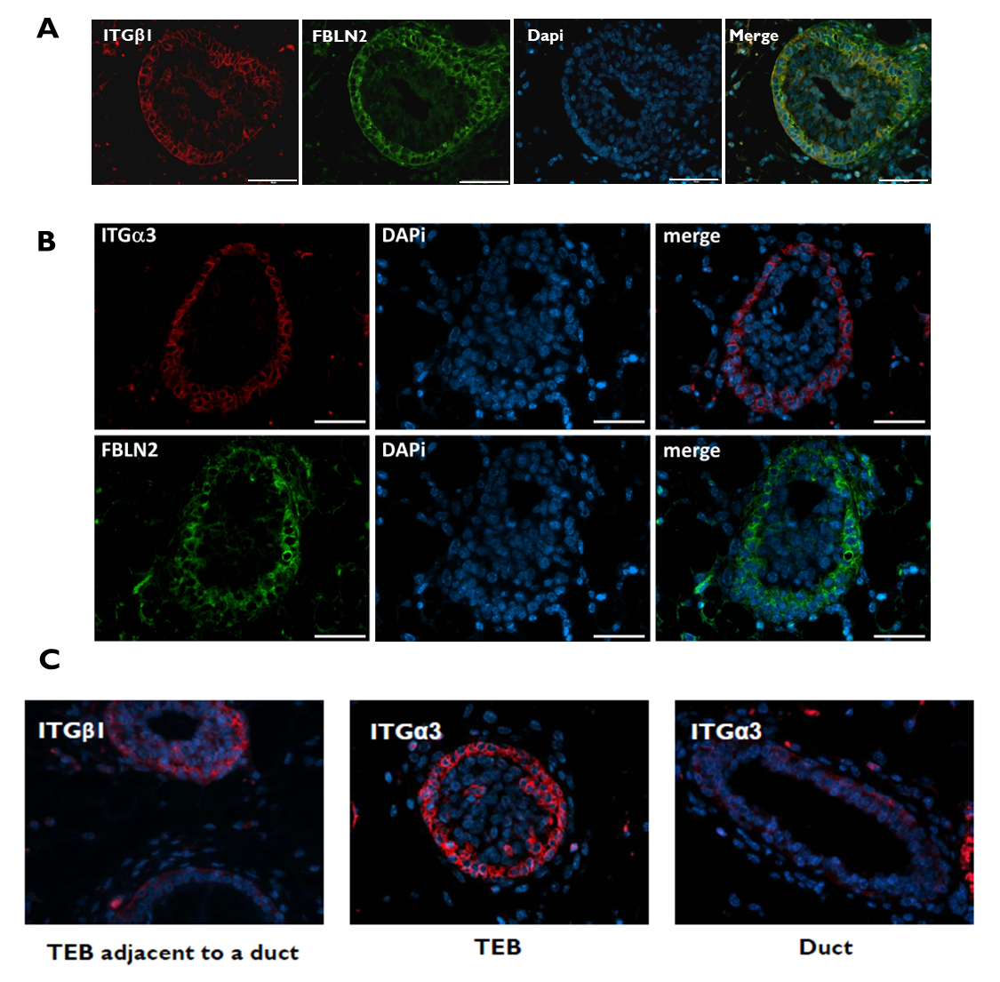 A
ITGβ1
FBLN2
Dapi
Merge
B
ITGα3
DAPi
merge
FBLN2
DAPi
merge
C
ITGβ1
ITGα3
ITGα3
TEB adjacent to a duct
TEB
Duct